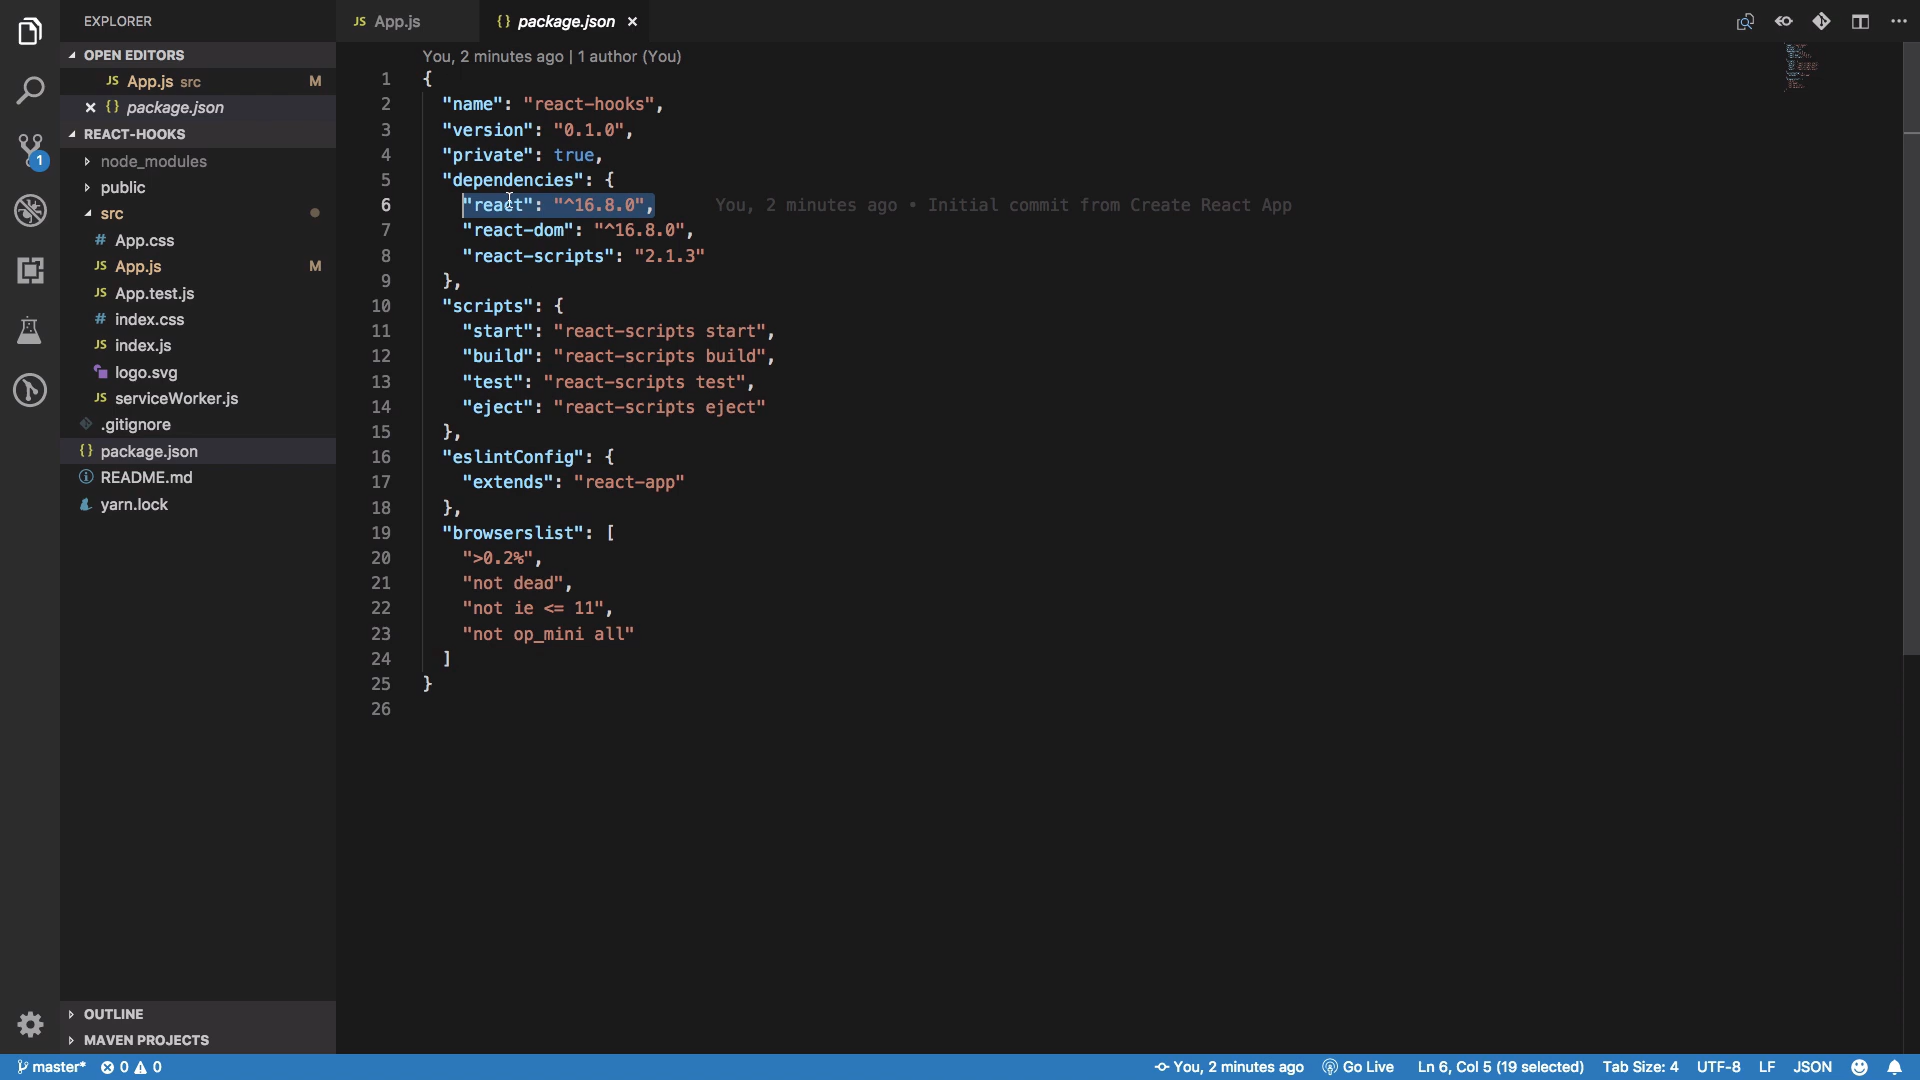 EXPLORER
OPEN EDITORS
JS App.js src M
{} package.json
REACT-HOOKS
node_modules
public
src
# App.css
JS App.js M
JS App.test.js
# index.css
JS index.js
logo.svg
JS serviceWorker.js
.gitignore
{} package.json
README.md
yarn.lock
OUTLINE
MAVEN PROJECTS
1
JS App.js
{} package.json
You, 2 minutes ago | 1 author (You)
1 {
2 "name": "react-hooks",
3 "version": "0.1.0",
4 "private": true,
5 "dependencies": {
6 "react": "^16.8.0", You, 2 minutes ago • Initial commit from Create React App
7 "react-dom": "^16.8.0",
8 "react-scripts": "2.1.3"
9 },
10 "scripts": {
11 "start": "react-scripts start",
12 "build": "react-scripts build",
13 "test": "react-scripts test",
14 "eject": "react-scripts eject"
15 },
16 "eslintConfig": {
17 "extends": "react-app"
18 },
19 "browserslist": [
20 ">0.2%",
21 "not dead",
22 "not ie <= 11",
23 "not op_mini all"
24 ]
25 }
26
master* 0 0 You, 2 minutes ago Go Live Ln 6, Col 5 (19 selected) Tab Size: 4 UTF-8 LF JSON